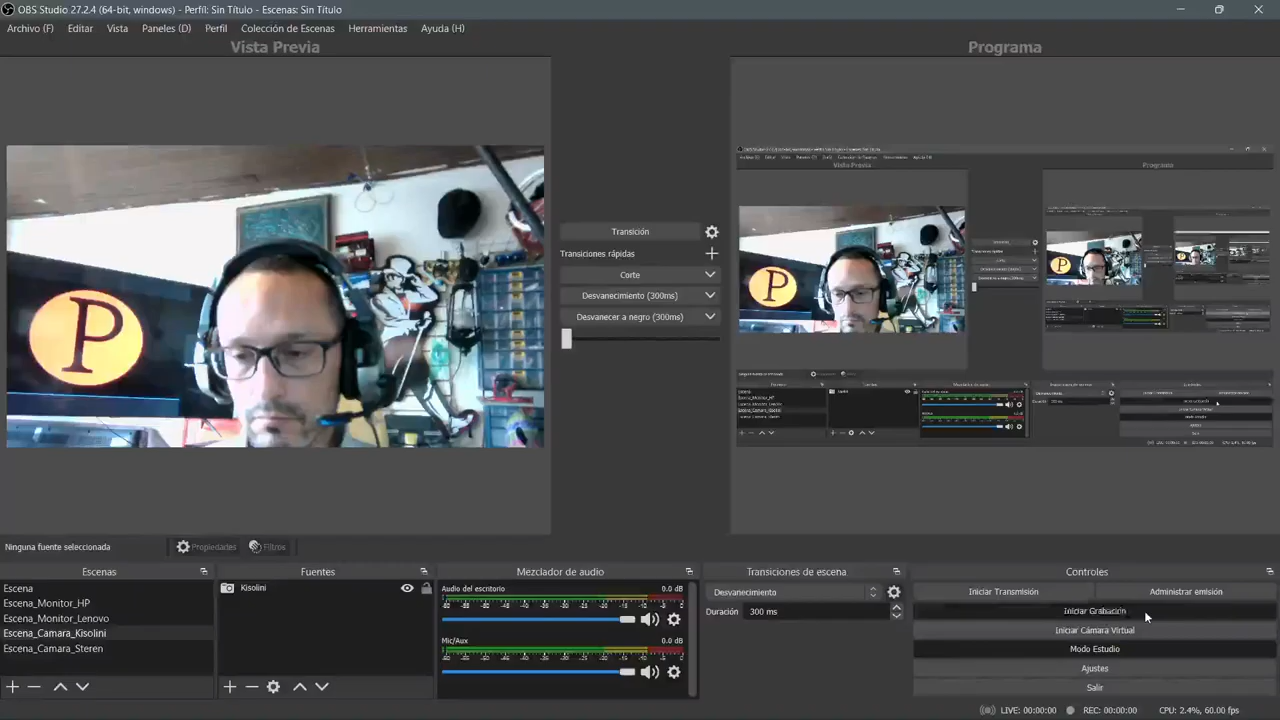 OBS Studio 27.2.4 (64-bit, windows) - Perfil: Sin Título - Escenas: Sin Título
Archivo (F) Editar Vista Paneles (D) Perfil Colección de Escenas Herramientas Ayuda (H)
Vista Previa
Programa
P
Transición
Transiciones rápidas
Corte
Desvanecimiento (300ms)
Desvanecer a negro (300ms)
Vista Previa
Programa
P
Ninguna fuente seleccionada
Propiedades
Filtros
Escenas
Escena
Escena_Monitor_HP
Escena_Monitor_Lenovo
Escena_Camara_Kisolini
Escena_Camara_Steren
Fuentes
Kisolini
Mezclador de audio
Audio del escritorio 0.0 dB
Mic/Aux 0.0 dB
Transiciones de escena
Desvanecimiento
Duración 300 ms
Controles
Iniciar Transmisión Administrar emisión
Iniciar Grabación
Iniciar Cámara Virtual
Modo Estudio
Ajustes
Salir
LIVE: 00:00:00 REC: 00:00:00 CPU: 2.4%, 60.00 fps